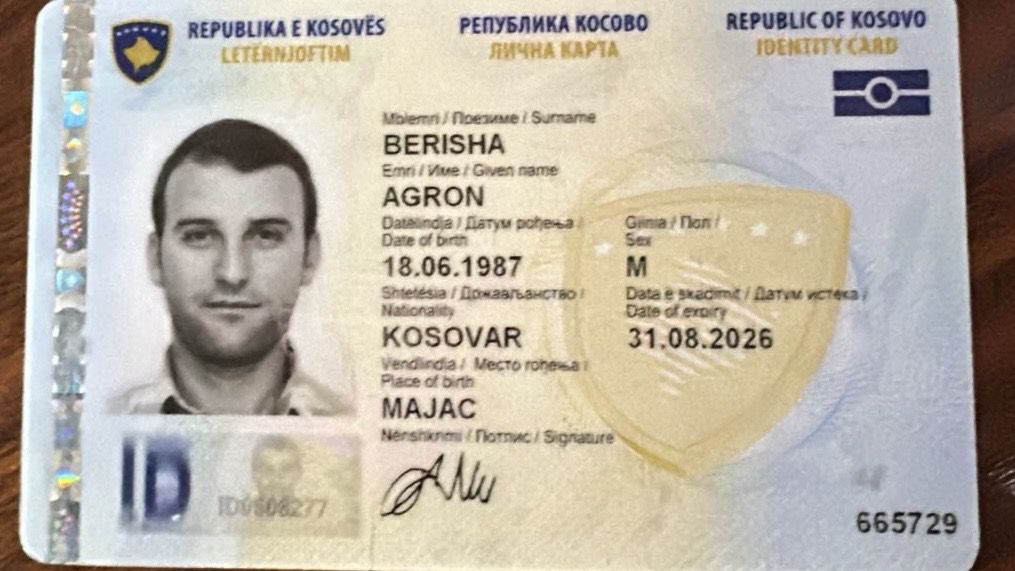 REPUBLIKA E KOSOVËS
LETËRNJOFTIM
РЕПУБЛИКА КОСОВО
ЛИЧНА КАРТА
REPUBLIC OF KOSOVO
IDENTITY CARD
Mbiemri / Презиме / Surname
BERISHA
Emri / Име / Given name
AGRON
Datëlindja / Датум рођења /
Date of birth
18.06.1987
Gjinia / Пол /
Sex
M
Shtetësia / Држављанство /
Nationality
KOSOVAR
Data e skadimit / Датум истека /
Date of expiry
31.08.2026
Vendlindja / Место рођења /
Place of birth
MAJAC
Nënshkrimi / Потпис / Signature
ID
665729